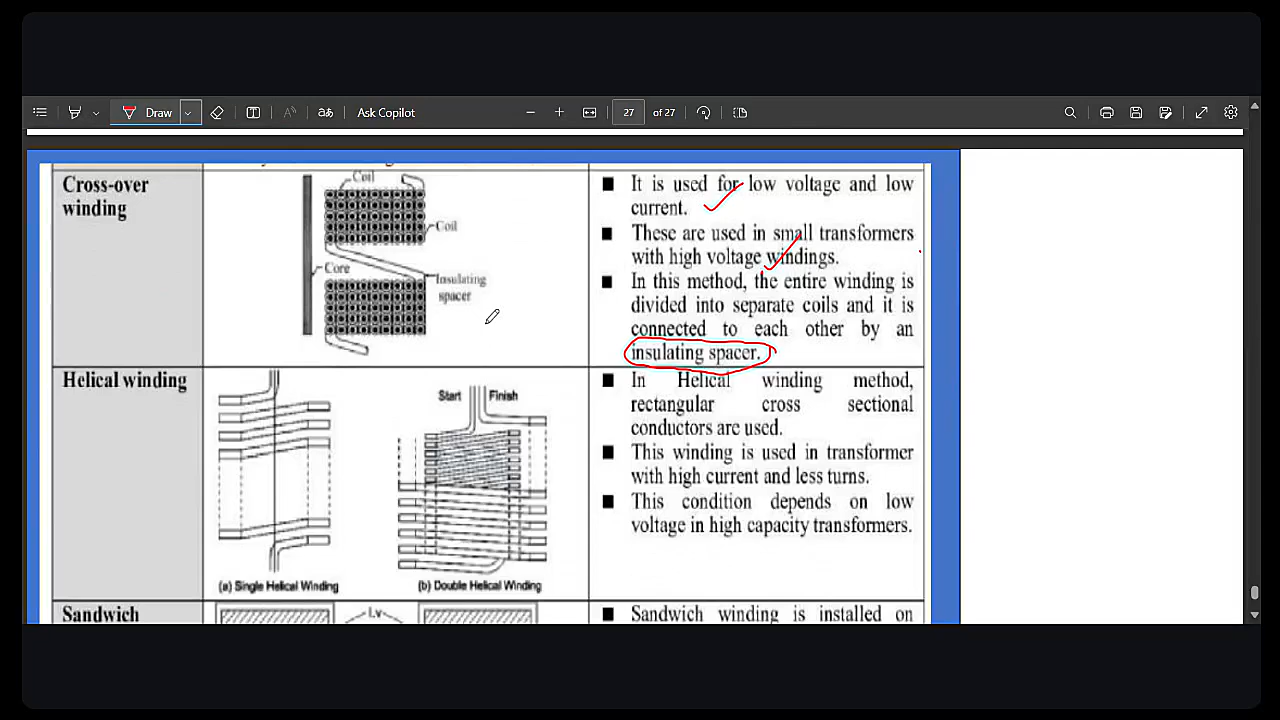 Draw
Ask Copilot
27 of 27
Cross-over
winding
Coil
Coil
Core
Insulating
spacer
■ It is used for low voltage and low
current.
■ These are used in small transformers
with high voltage windings.
■ In this method, the entire winding is
divided into separate coils and it is
connected to each other by an
insulating spacer.
Helical winding
Start Finish
(a) Single Helical Winding
(b) Double Helical Winding
■ In Helical winding method,
rectangular cross sectional
conductors are used.
■ This winding is used in transformer
with high current and less turns.
■ This condition depends on low
voltage in high capacity transformers.
Sandwich
L.v
■ Sandwich winding is installed on